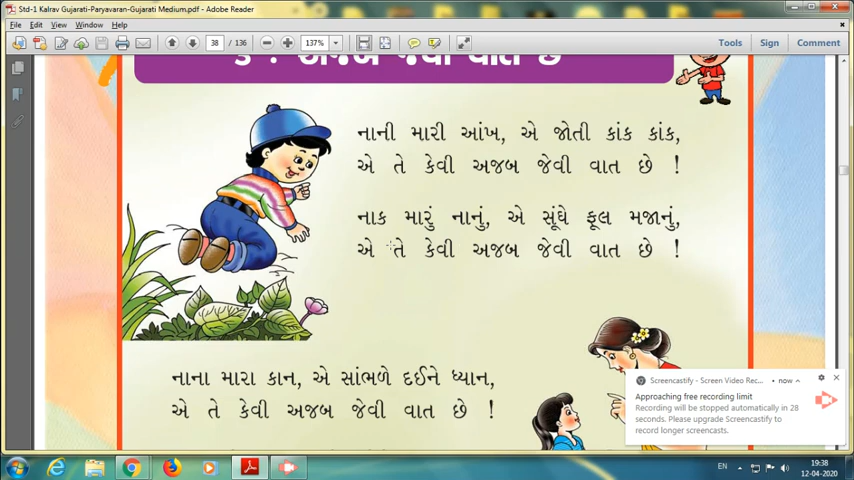 Std-1 Kalrav Gujarati-Paryavaran-Gujarati Medium.pdf - Adobe Reader
File Edit View Window Help
38 / 136 137% Tools Sign Comment
૩ : અજબ જેવી વાત છે
નાની મારી આંખ, એ જોતી કાંક કાંક,
એ તે કેવી અજબ જેવી વાત છે !
નાક મારું નાનું, એ સૂંઘે ફૂલ મજાનું,
એ તે કેવી અજબ જેવી વાત છે !
નાના મારા કાન, એ સાંભળે દઈને ધ્યાન,
એ તે કેવી અજબ જેવી વાત છે !
Screencastify - Screen Video Rec... • now
Approaching free recording limit
Recording will be stopped automatically in 28
seconds. Please upgrade Screencastify to
record longer screencasts.
EN
19:38
12-04-2020